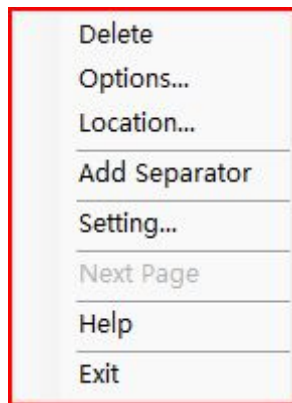 Delete
Options...
Location...
Add Separator
Setting...
Next Page
Help
Exit